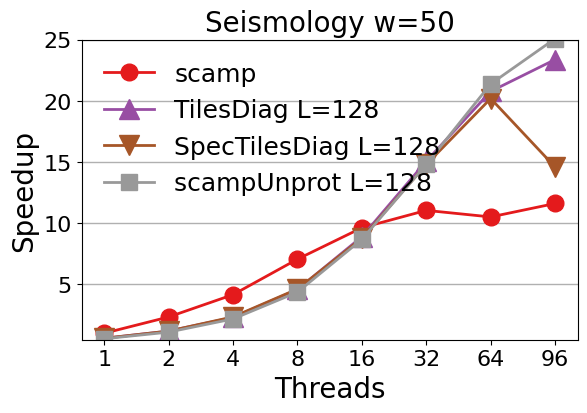 Seismology w=50
Speedup
25
20
15
10
5
scamp
TilesDiag L=128
SpecTilesDiag L=128
scampUnprot L=128
1 2 4 8 16 32 64 96
Threads